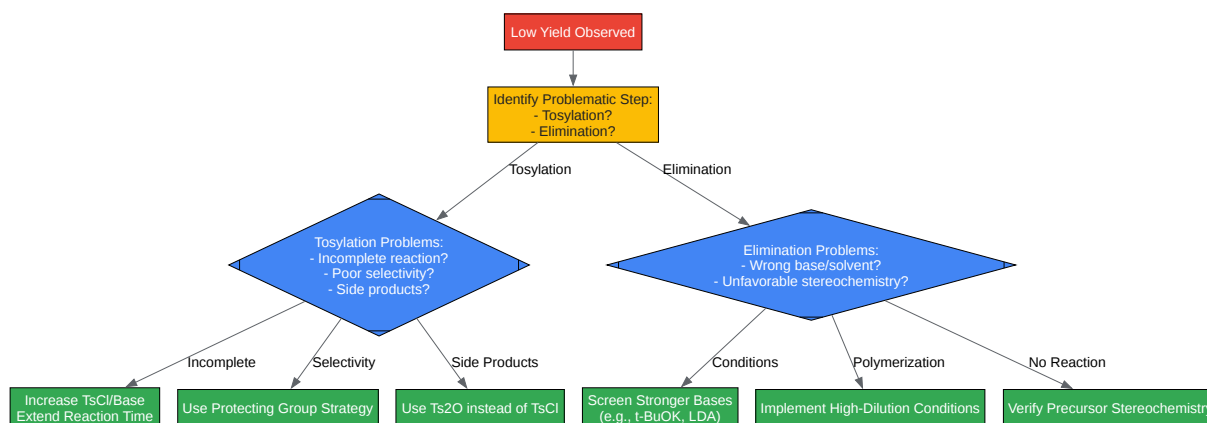 Low Yield Observed
Identify Problematic Step:
- Tosylation?
- Elimination?
Tosylation
Elimination
Tosylation Problems:
- Incomplete reaction?
- Poor selectivity?
- Side products?
Elimination Problems:
- Wrong base/solvent?
- Unfavorable stereochemistry?
Incomplete
Selectivity
Side Products
Conditions
Polymerization
No Reaction
Increase TsCl/Base
Extend Reaction Time
Use Protecting Group Strategy
Use Ts2O instead of TsCl
Screen Stronger Bases
(e.g., t-BuOK, LDA)
Implement High-Dilution Conditions
Verify Precursor Stereochemistry